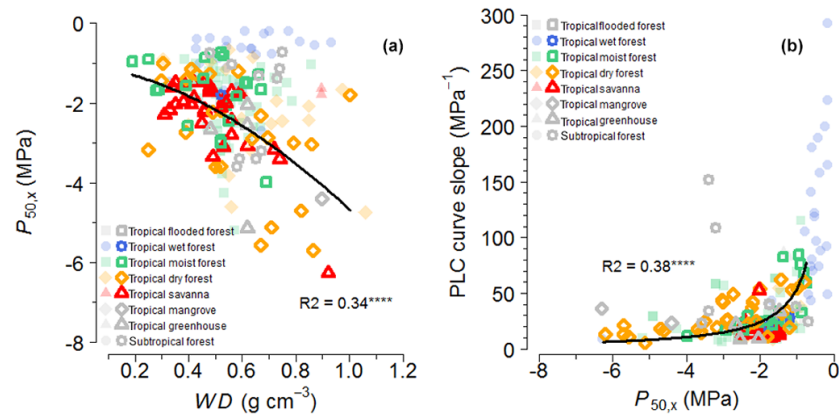 (a)
0
-2
-4
-6
-8
P50,x (MPa)
Tropical flooded forest
Tropical wet forest
Tropical moist forest
Tropical dry forest
Tropical savanna
Tropical mangrove
Tropical greenhouse
Subtropical forest
R2 = 0.34****
0.2 0.4 0.6 0.8 1.0 1.2
WD (g cm⁻³)
(b)
300
250
200
150
100
50
0
PLC curve slope (MPa⁻¹)
Tropical flooded forest
Tropical wet forest
Tropical moist forest
Tropical dry forest
Tropical savanna
Tropical mangrove
Tropical greenhouse
Subtropical forest
R2 = 0.38****
-8 -6 -4 -2 0
P50,x (MPa)